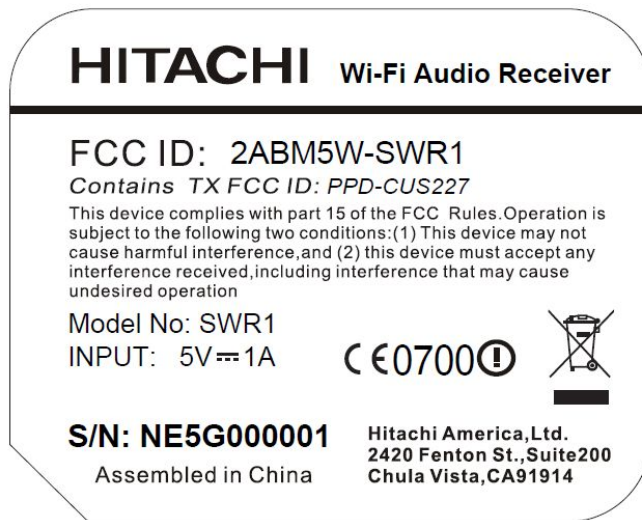 HITACHI Wi-Fi Audio Receiver
FCC ID: 2ABM5W-SWR1
Contains TX FCC ID: PPD-CUS227
This device complies with part 15 of the FCC Rules.Operation is
subject to the following two conditions:(1) This device may not
cause harmful interference,and (2) this device must accept any
interference received,including interference that may cause
undesired operation
Model No: SWR1
INPUT: 5V⎓1A
CE0700
S/N: NE5G000001
Assembled in China
Hitachi America,Ltd.
2420 Fenton St.,Suite200
Chula Vista,CA91914